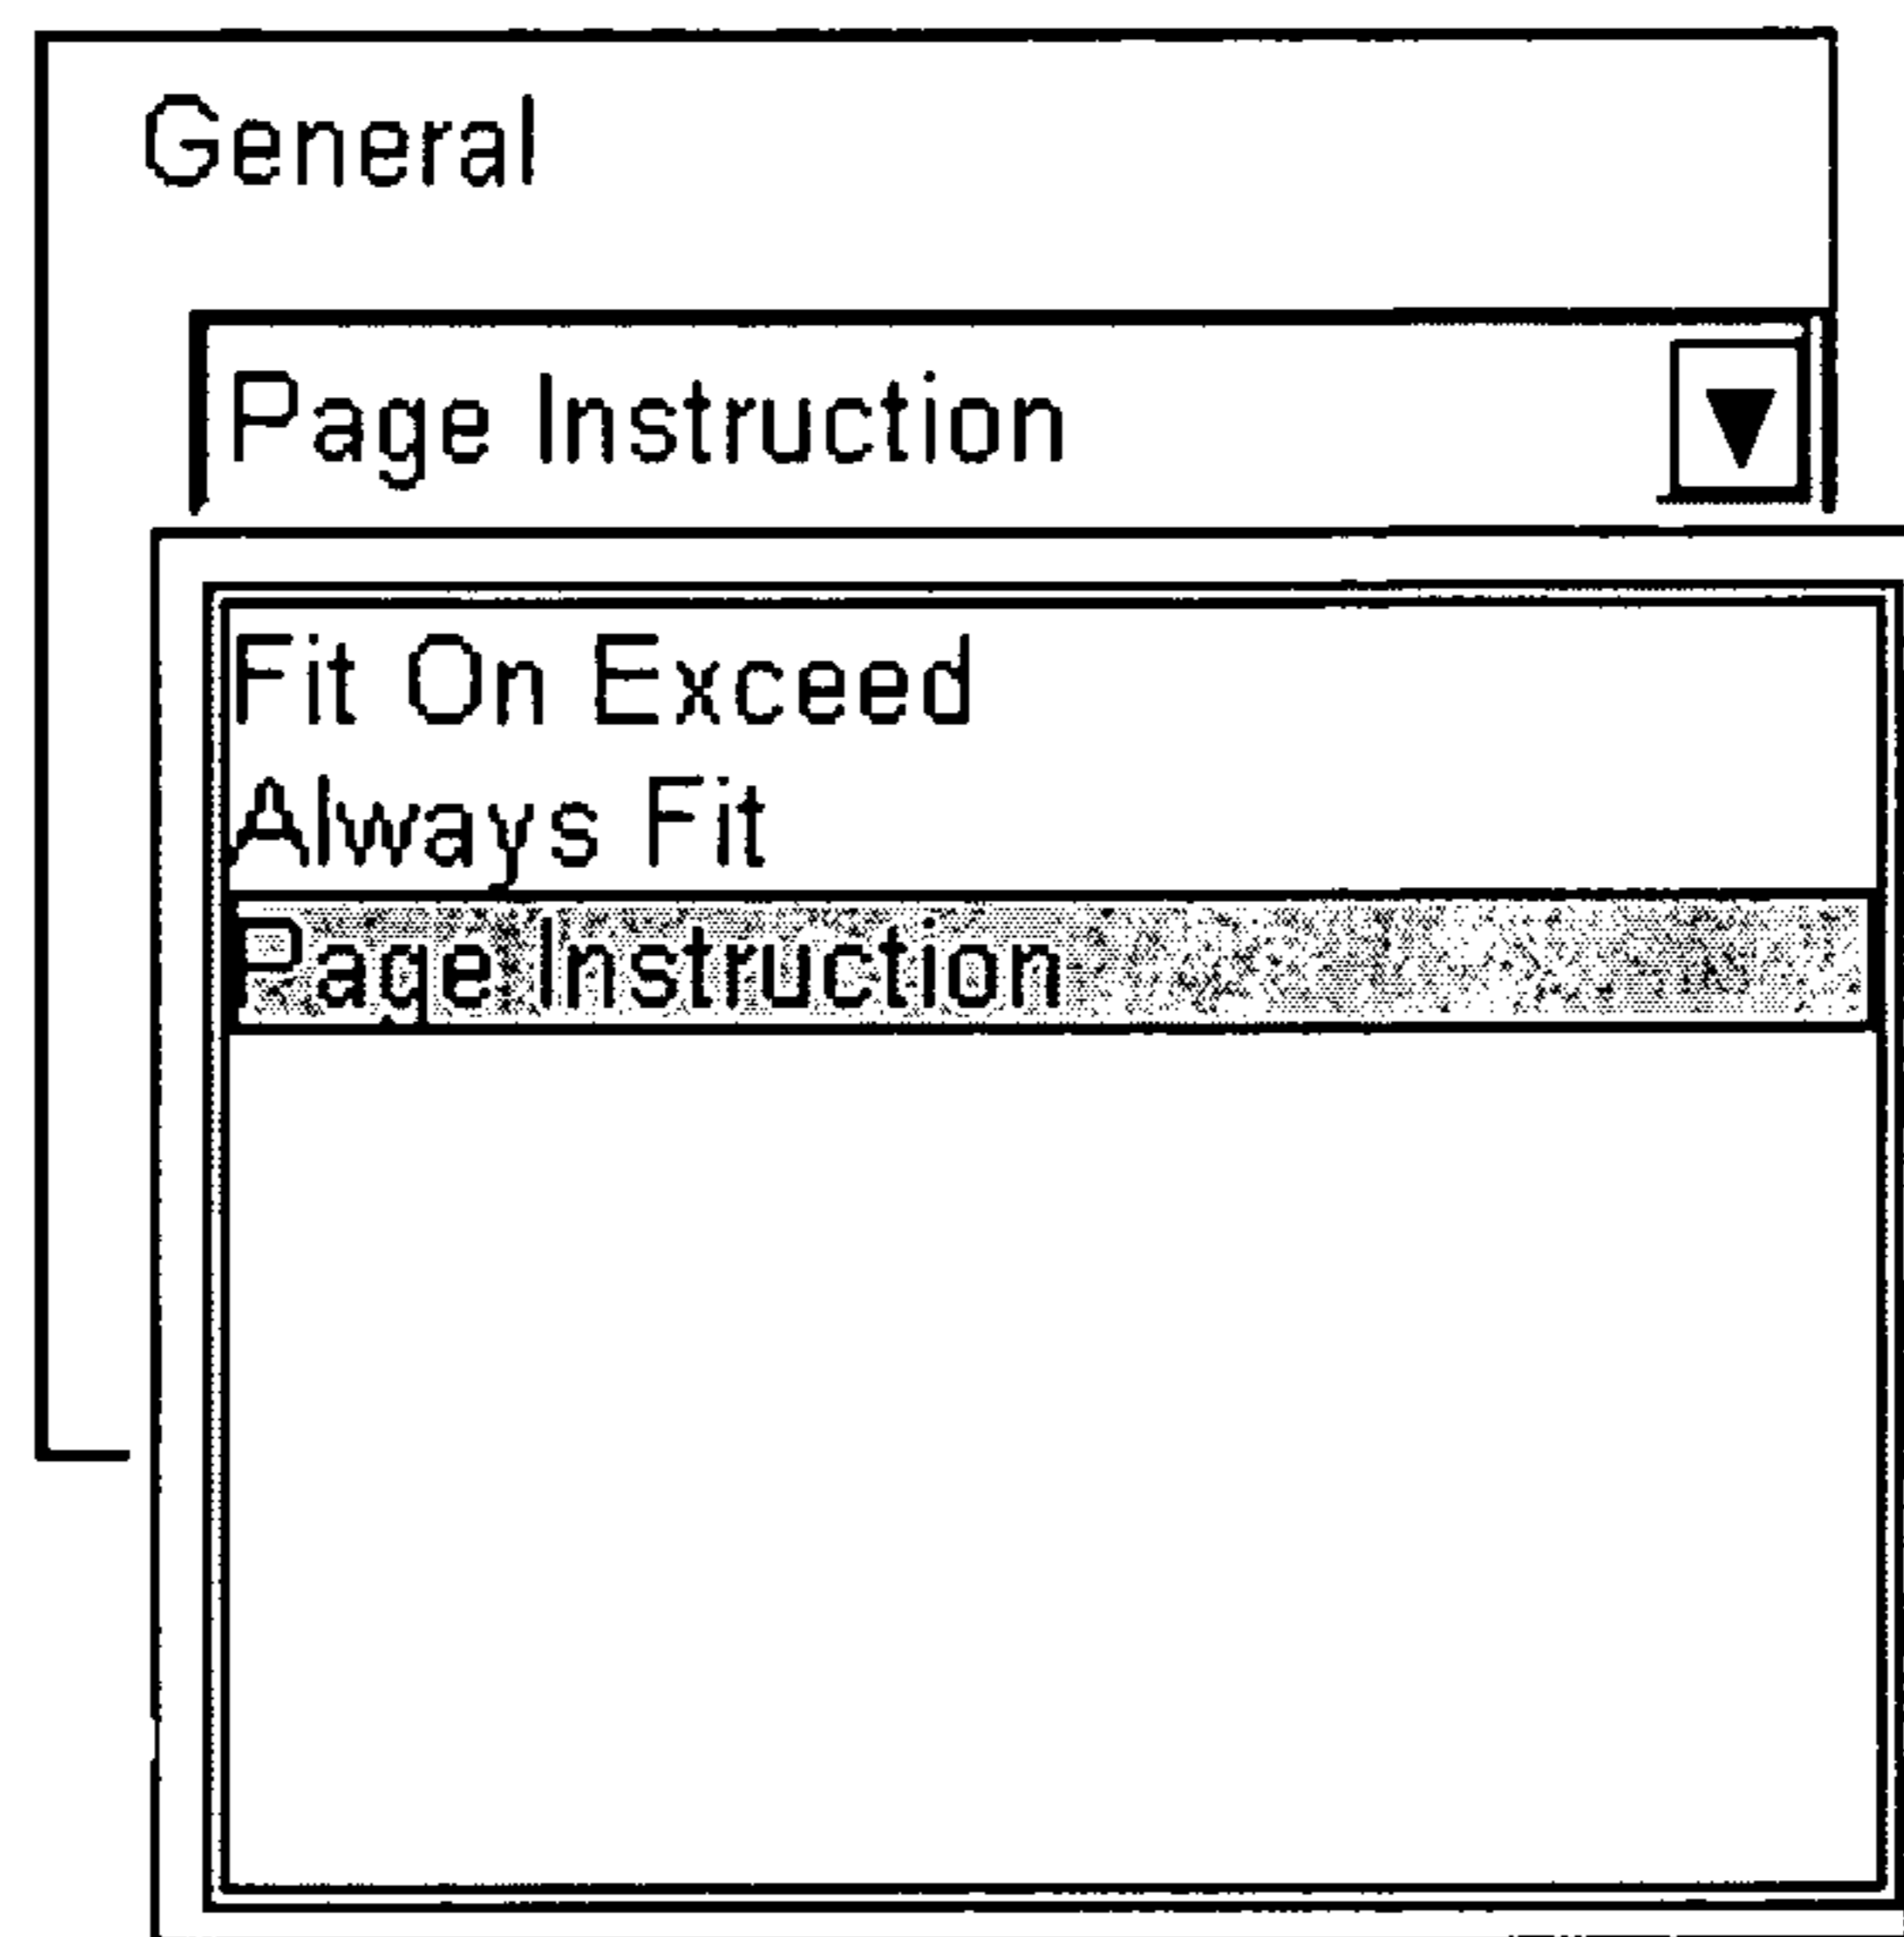 General
Page Instruction
Fit On Exceed
Always Fit
Page Instruction